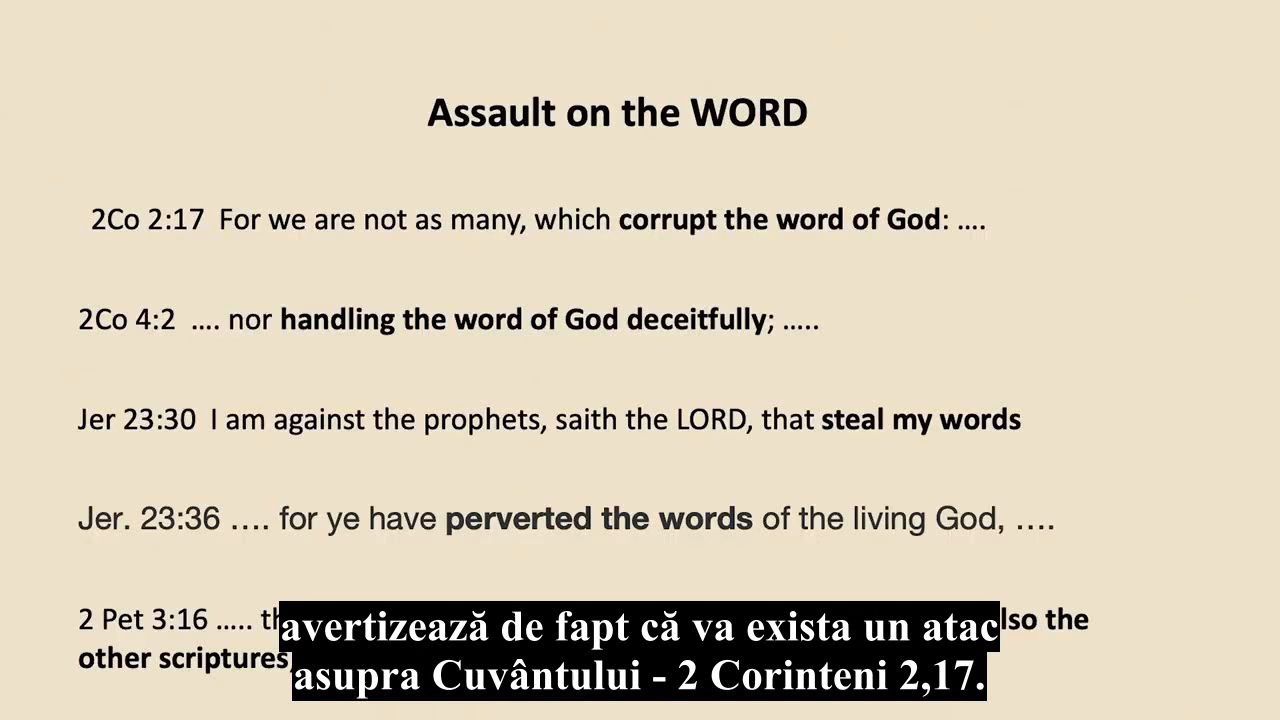 Assault on the WORD
2Co 2:17 For we are not as many, which corrupt the word of God: ....
2Co 4:2 .... nor handling the word of God deceitfully; .....
Jer 23:30 I am against the prophets, saith the LORD, that steal my words
Jer. 23:36 .... for ye have perverted the words of the living God, ....
2 Pet 3:16 ..... the
other scriptures
avertizează de fapt că va exista un atac
asupra Cuvântului - 2 Corinteni 2,17.